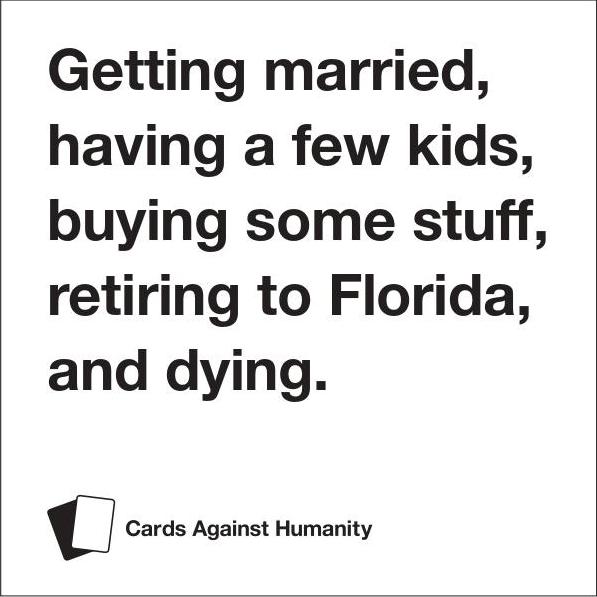 Getting married,
having a few kids,
buying some stuff,
retiring to Florida,
and dying.
Cards Against Humanity